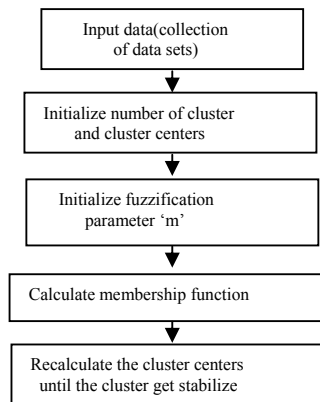 Input data(collection
of data sets)
Initialize number of cluster
and cluster centers
Initialize fuzzification
parameter ‘m’
Calculate membership function
Recalculate the cluster centers
until the cluster get stabilize